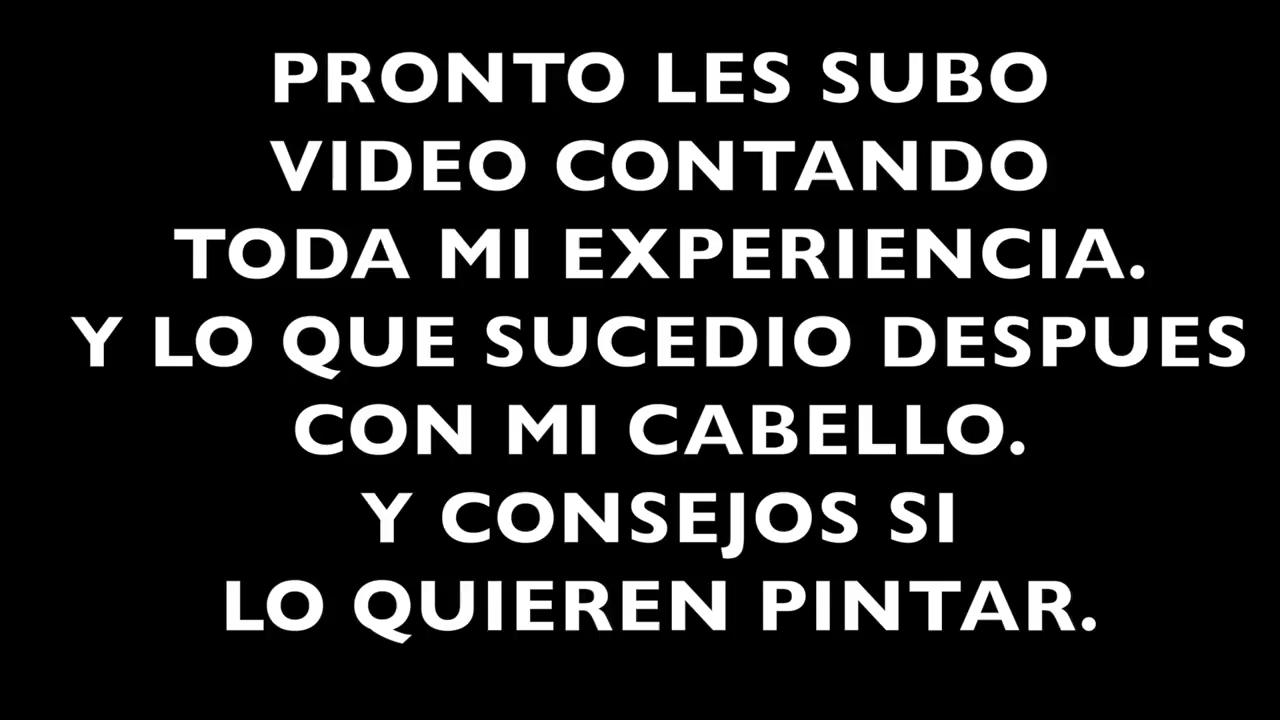 PRONTO LES SUBO
VIDEO CONTANDO
TODA MI EXPERIENCIA.
Y LO QUE SUCEDIO DESPUES
CON MI CABELLO.
Y CONSEJOS SI
LO QUIEREN PINTAR.